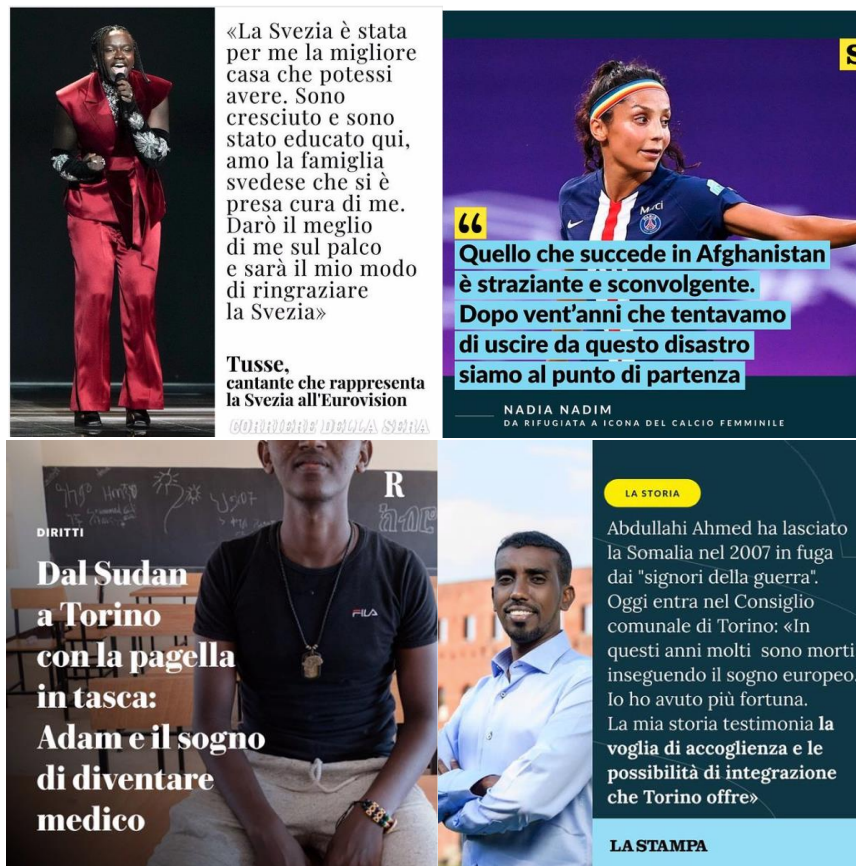 «La Svezia è stata
per me la migliore
casa che potessi
avere. Sono
cresciuto e sono
stato educato qui,
amo la famiglia
svedese che si è
presa cura di me.
Darò il meglio
di me sul palco
e sarà il mio modo
di ringraziare
la Svezia»
Tusse,
cantante che rappresenta
la Svezia all'Eurovision
CORRIERE DELLA SERA
S
“
Quello che succede in Afghanistan
è straziante e sconvolgente.
Dopo vent'anni che tentavamo
di uscire da questo disastro
siamo al punto di partenza
NADIA NADIM
DA RIFUGIATA A ICONA DEL CALCIO FEMMINILE
Merci
R
DIRITTI
Dal Sudan
a Torino
con la pagella
in tasca:
Adam e il sogno
di diventare
medico
FILA
LA STORIA
Abdullahi Ahmed ha lasciato
la Somalia nel 2007 in fuga
dai "signori della guerra".
Oggi entra nel Consiglio
comunale di Torino: «In
questi anni molti sono morti
inseguendo il sogno europeo.
Io ho avuto più fortuna.
La mia storia testimonia la
voglia di accoglienza e le
possibilità di integrazione
che Torino offre»
LA STAMPA